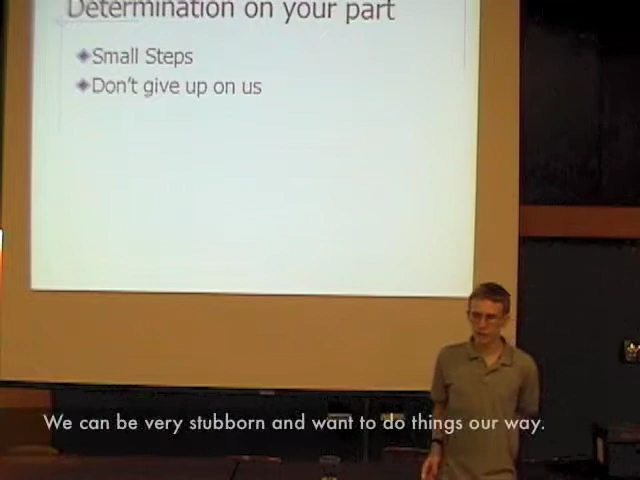 Determination on your part
Small Steps
Don't give up on us
We can be very stubborn and want to do things our way.